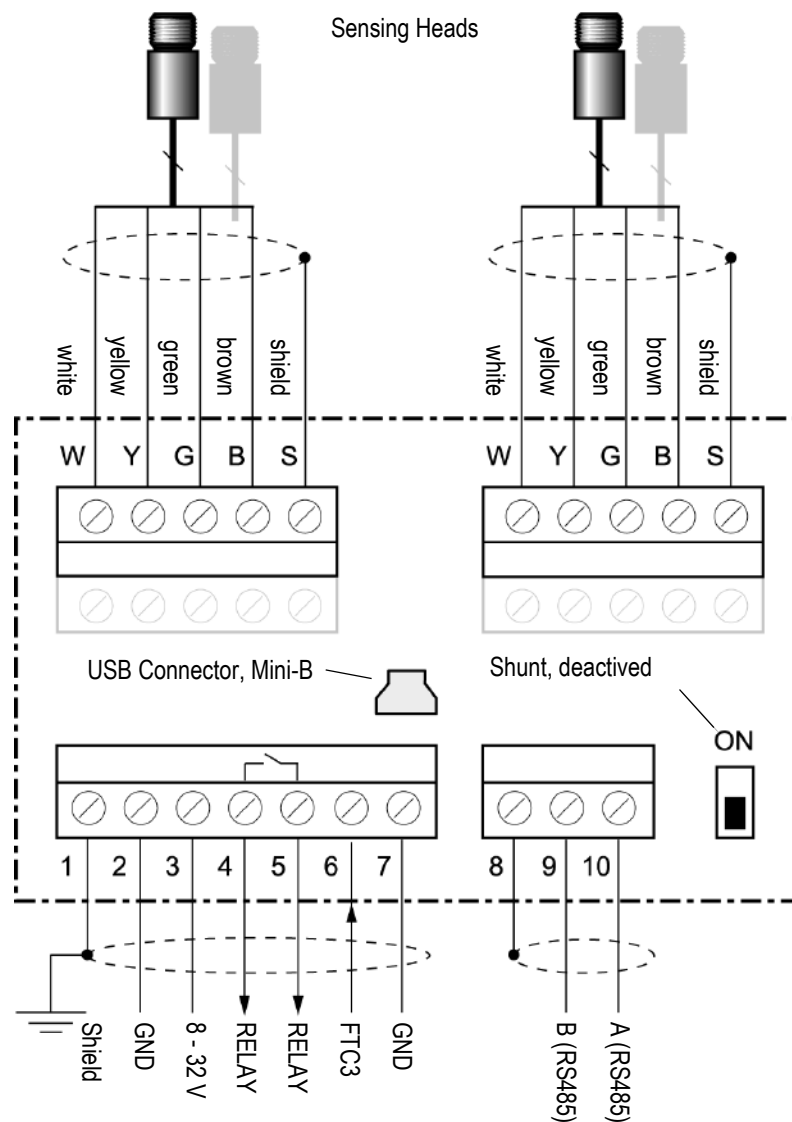 Sensing Heads
white
yellow
green
brown
shield
white
yellow
green
brown
shield
W Y G B S
W Y G B S
USB Connector, Mini-B
Shunt, deactived
ON
1 2 3 4 5 6 7
8 9 10
Shield
GND
8 - 32 V
RELAY
RELAY
FTC3
GND
B (RS485)
A (RS485)